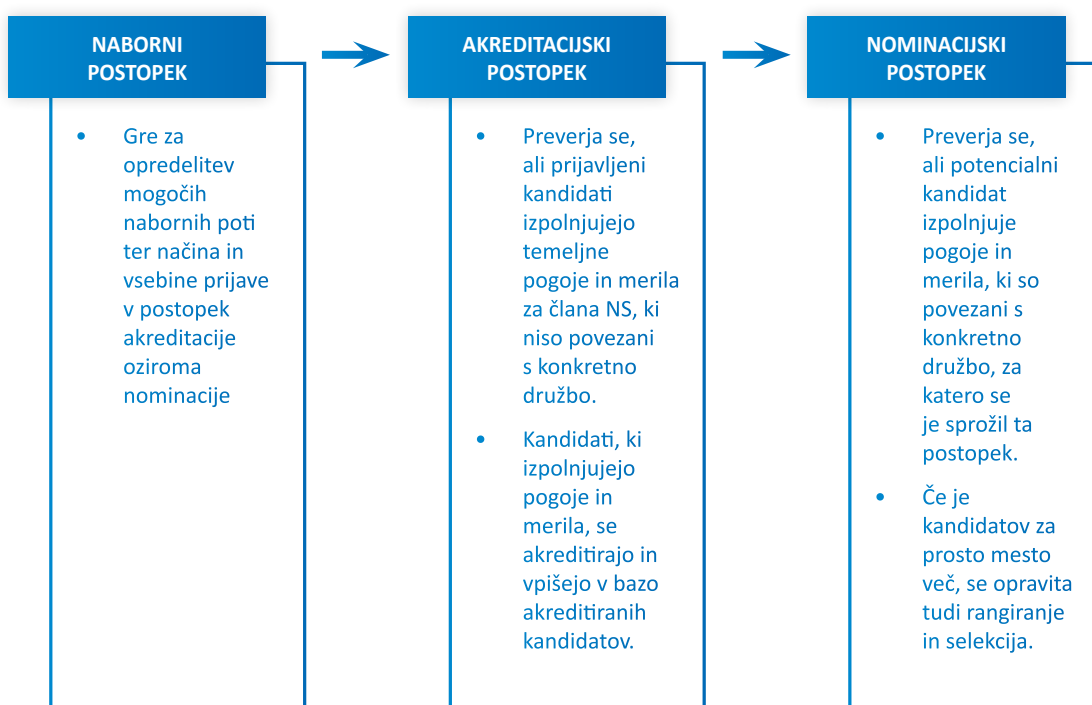 NABORNI
POSTOPEK
• Gre za
opredelitev
mogočih
nabornih poti
ter načina in
vsebine prijave
v postopek
akreditacije
oziroma
nominacije
AKREDITACIJSKI
POSTOPEK
• Preverja se,
ali prijavljeni
kandidati
izpolnjujejo
temeljne
pogoje in merila
za člana NS, ki
niso povezani
s konkretno
družbo.
• Kandidati, ki
izpolnjujejo
pogoje in
merila, se
akreditirajo in
vpišejo v bazo
akreditiranih
kandidatov.
NOMINACIJSKI
POSTOPEK
• Preverja se,
ali potencialni
kandidat
izpolnjuje
pogoje in
merila, ki so
povezani s
konkretno
družbo, za
katero se
je sprožil ta
postopek.
• Če je
kandidatov za
prosto mesto
več, se opravita
tudi rangiranje
in selekcija.